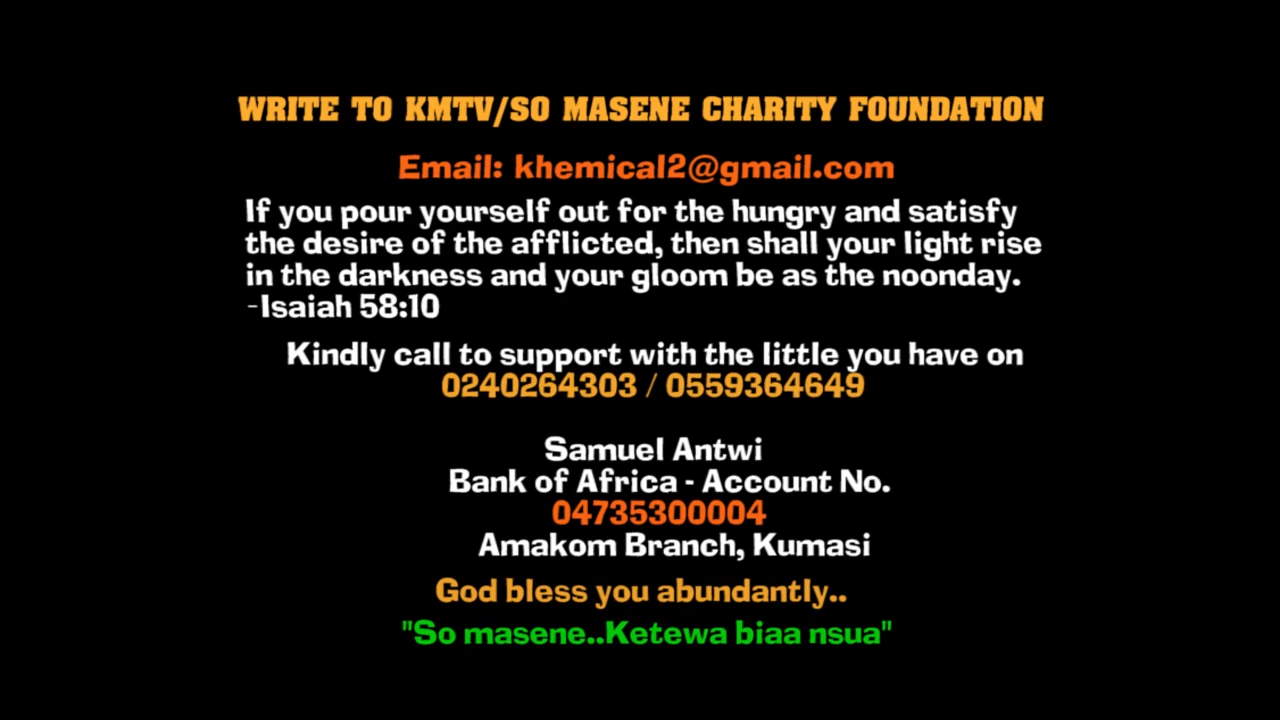 WRITE TO KMTV/SO MASENE CHARITY FOUNDATION
Email: khemical2@gmail.com
If you pour yourself out for the hungry and satisfy
the desire of the afflicted, then shall your light rise
in the darkness and your gloom be as the noonday.
-Isaiah 58:10
Kindly call to support with the little you have on
0240264303 / 0559364649
Samuel Antwi
Bank of Africa - Account No.
04735300004
Amakom Branch, Kumasi
God bless you abundantly..
"So masene..Ketewa biaa nsua"